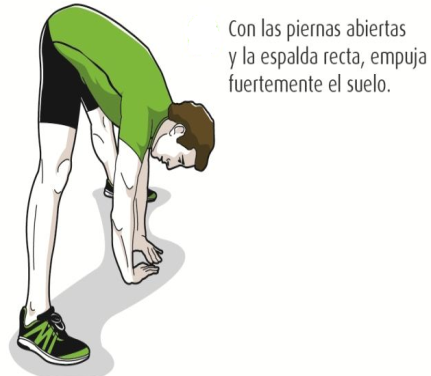 Con las piernas abiertas
y la espalda recta, empuja
fuertemente el suelo.